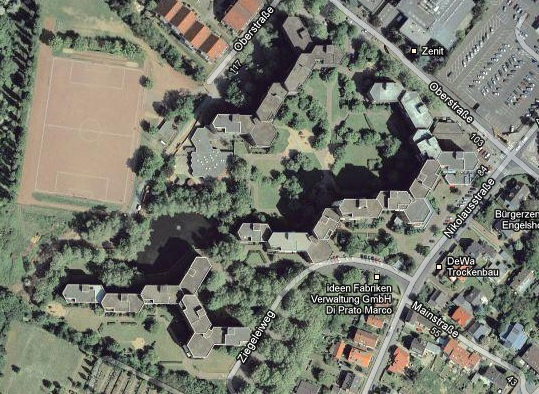 Oberstraße
117
Zenit
Oberstraße
103
84
Nikolausstraße
Bürgerzen
Engelsho
DeWa
Trockenbau
ideen Fabriken
Verwaltung GmbH
Di Prato Marco
Mainstraße
55
43
Ziegeleiweg